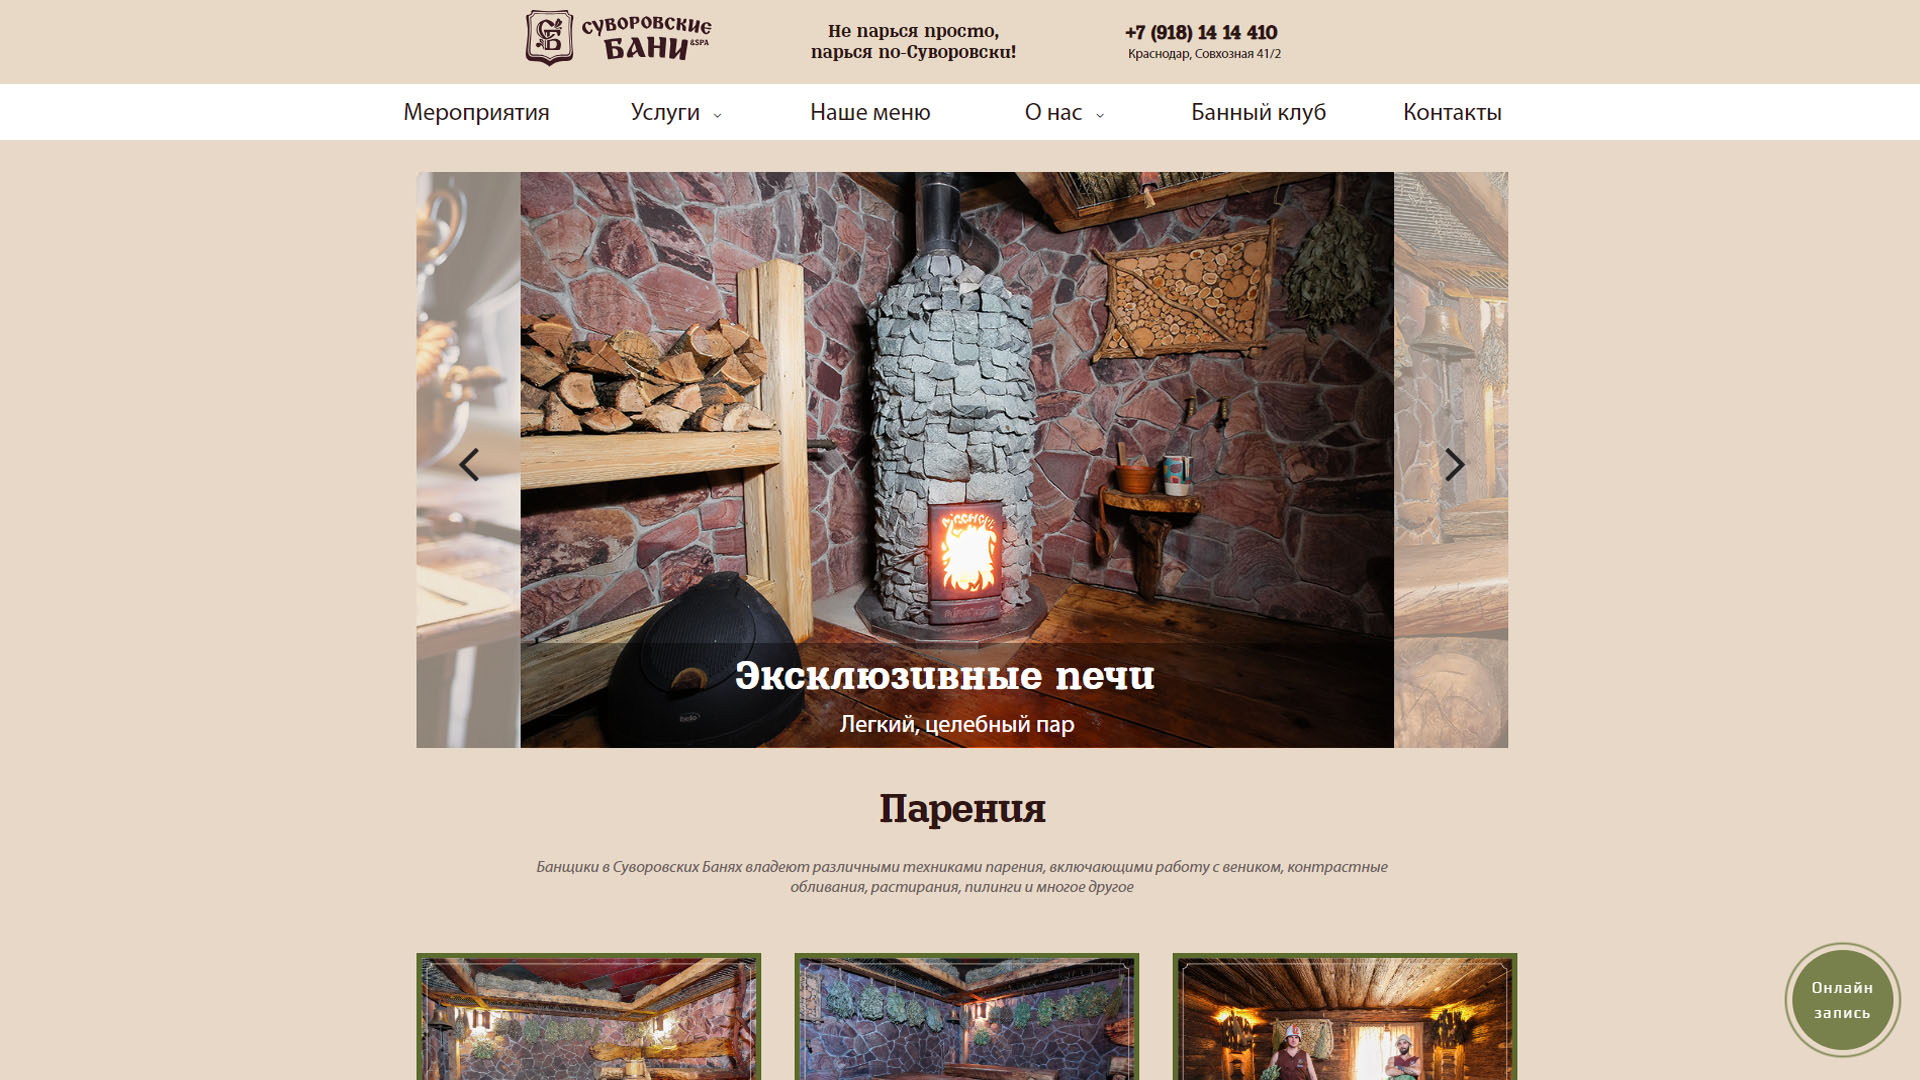 СУВОРОВСКИЕ
БАНИ &SPA
Не парься просто,
парься по-Суворовски!
+7 (918) 14 14 410
Краснодар, Совхозная 41/2
Мероприятия
Услуги
Наше меню
О нас
Банный клуб
Контакты
Эксклюзивные печи
Легкий, целебный пар
Парения
Банщики в Суворовских Банях владеют различными техниками парения, включающими работу с веником, контрастные
обливания, растирания, пилинги и многое другое
Онлайн
запись